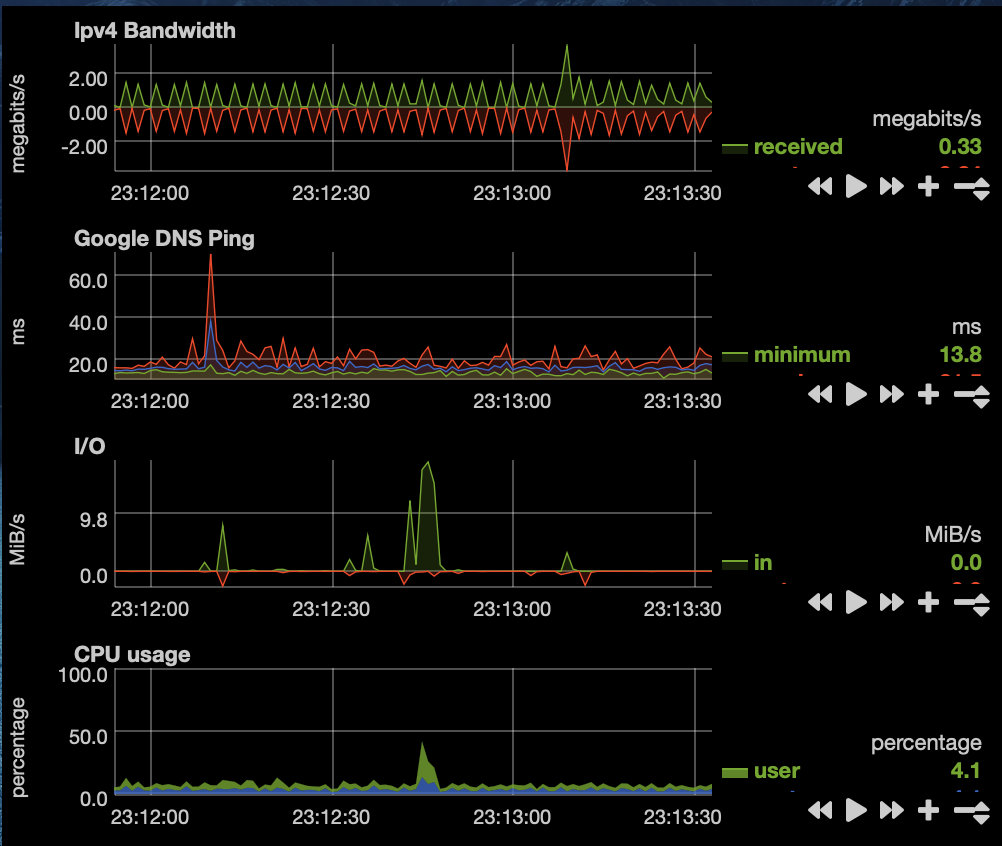 Ipv4 Bandwidth
megabits/s
2.00
0.00
-2.00
23:12:00 23:12:30 23:13:00 23:13:30
megabits/s
received 0.33
Google DNS Ping
ms
60.0
40.0
20.0
23:12:00 23:12:30 23:13:00 23:13:30
ms
minimum 13.8
I/O
MiB/s
9.8
0.0
23:12:00 23:12:30 23:13:00 23:13:30
MiB/s
in 0.0
CPU usage
percentage
100.0
50.0
0.0
23:12:00 23:12:30 23:13:00 23:13:30
percentage
user 4.1